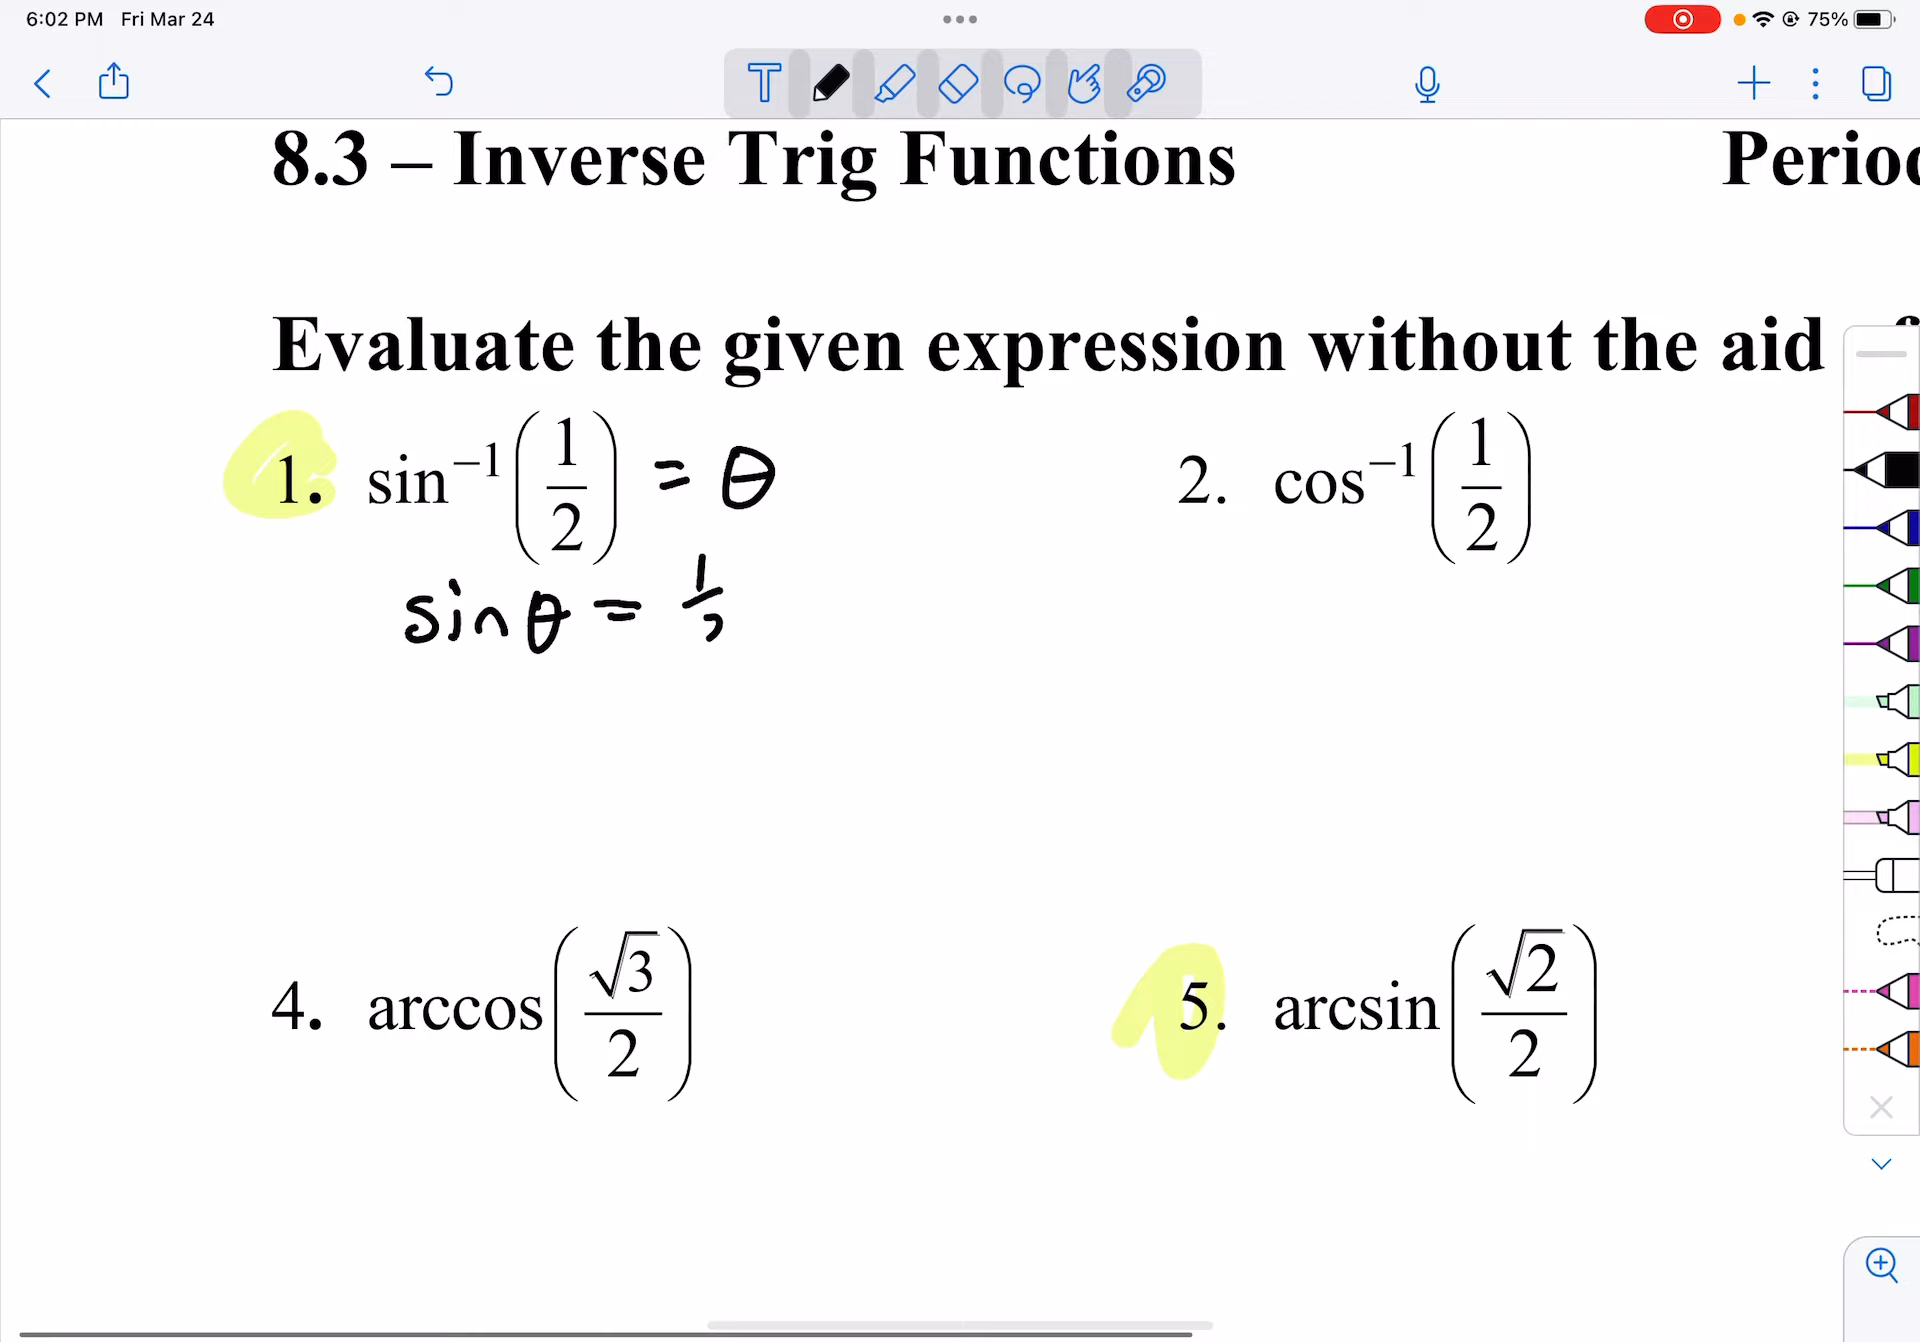 6:02 PM Fri Mar 24
75%
8.3 – Inverse Trig Functions
Evaluate the given expression without the aid
1. sin⁻¹(1/2) = θ
2. cos⁻¹(1/2)
sinθ = 1/2
4. arccos(√3/2)
5. arcsin(√2/2)